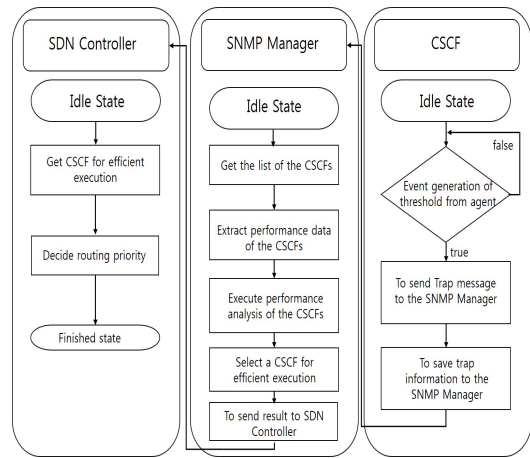 SDN Controller
Idle State
Get CSCF for efficient
execution
Decide routing priority
Finished state
SNMP Manager
Idle State
Get the list of the CSCFs
Extract performance data
of the CSCFs
Execute performance
analysis of the CSCFs
Select a CSCF for
efficient execution
To send result to SDN
Controller
CSCF
Idle State
false
Event generation of
threshold from agent
true
To send Trap message
to the SNMP Manager
To save trap
information to the
SNMP Manager